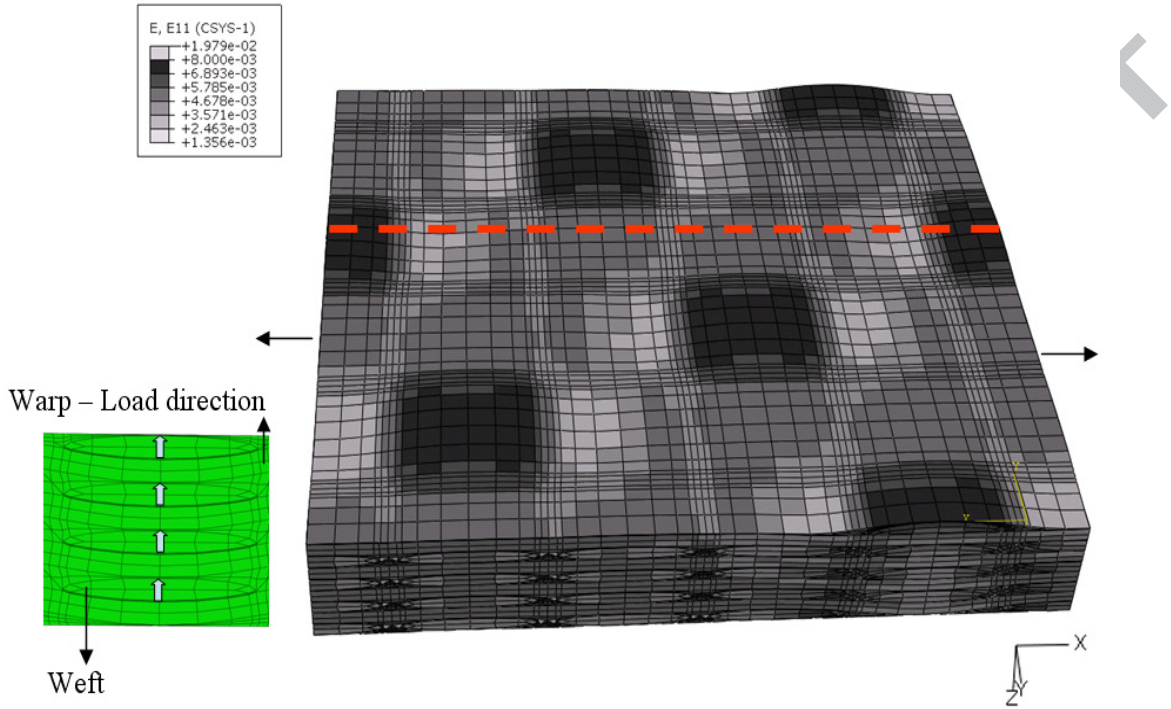 E, E11 (CSYS-1)
+1.979e-02
+8.000e-03
+6.893e-03
+5.785e-03
+4.678e-03
+3.571e-03
+2.463e-03
+1.356e-03
Warp – Load direction
Weft
Y
Y
X
Y
Z